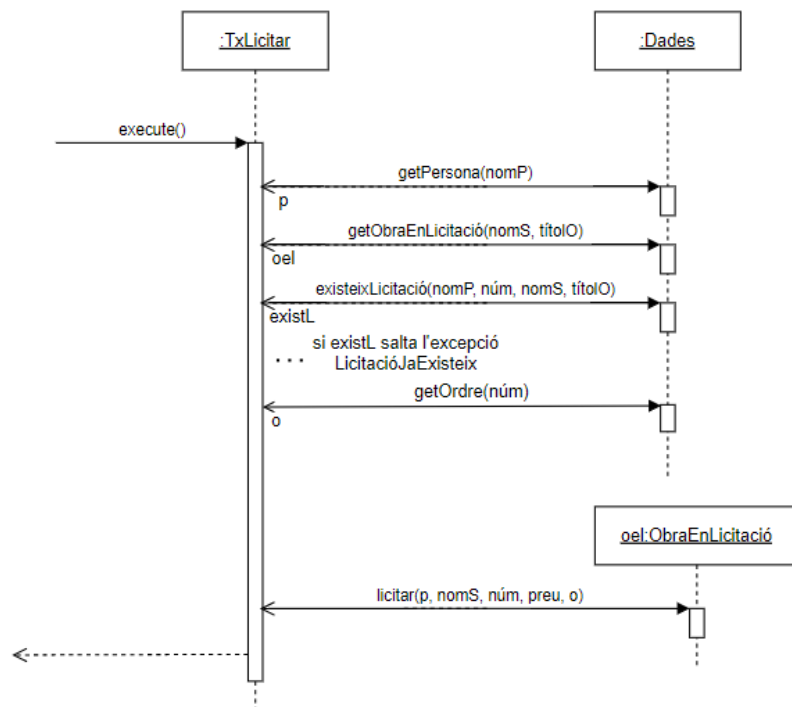 :TxLicitar
:Dades
execute()
getPersona(nomP)
p
getObraEnLicitació(nomS, títolO)
oel
existeixLicitació(nomP, núm, nomS, títolO)
existL
si existL salta l'excepció
... LicitacióJaExisteix
getOrdre(núm)
o
oel:ObraEnLicitació
licitar(p, nomS, núm, preu, o)